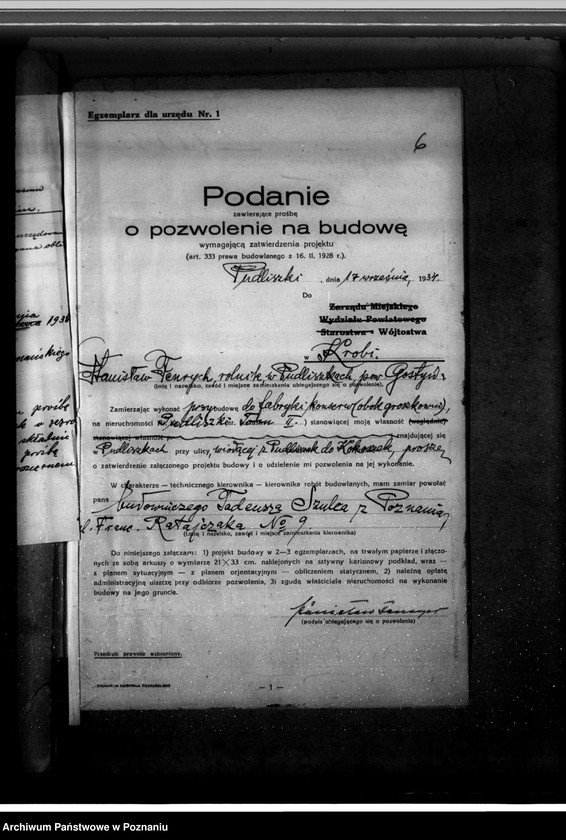 Egzemplarz dla urzędu Nr. 1
6
Podanie
zawierające prośbę
o pozwolenie na budowę
wymagającą zatwierdzenia projektu
(art. 333 prawa budowlanego z 16. II. 1928 r.).
Pudliszki, dnia 17 września, 1934.
Do
Zarządu Miejskiego
Wydziału Powiatowego
Starostwa - Wójtostwa
w Krobi.
Stanisław Fenrych, rolnik w Pudliszkach pow. Gostyń
(imię i nazwisko, zawód i miejsce zamieszkania ubiegającego się o pozwolenie),
Zamierzając wykonać przybudowę do fabryki konserw (obok groszkowni),
na nieruchomości Pudliszki Tom II stanowiącej moją własność (względnie
stanowiącej własność znajdującej się
w Pudliszkach przy ulicy wiodącej z Pudliszek do Kokoszek, proszę
o zatwierdzenie załączonego projektu budowy i o udzielenie mi pozwolenia na jej wykonanie.
W charakterze — technicznego kierownika — kierownika robót budowlanych, mam zamiar powołać
pana budowniczego Tadeusza Szulca z Poznania,
ul. Franc. Ratajczaka No 9.
(Imię i nazwisko, zawód i miejsce zamieszkania kierownika)
Do niniejszego załączam: 1) projekt budowy w 2—3 egzemplarzach, na trwałym papierze i złączo-
nych ze sobą arkuszy o wymiarze 21×33 cm. naklejonych na sztywny kartonowy podkład, wraz —
z planem sytuacyjnym — z planem orjentacyjnym — obliczeniem statycznem, 2) należną opłatę
administracyjną uiszczę przy odbiorze pozwolenia, 3) zgodę właściciela nieruchomości na wykonanie
budowy na jego gruncie.
Stanisław Fenrych
(podpis ubiegającego się o pozwolenie)
Przedruk prawnie wzbroniony.
— 1 —
Archiwum Państwowe w Poznaniu